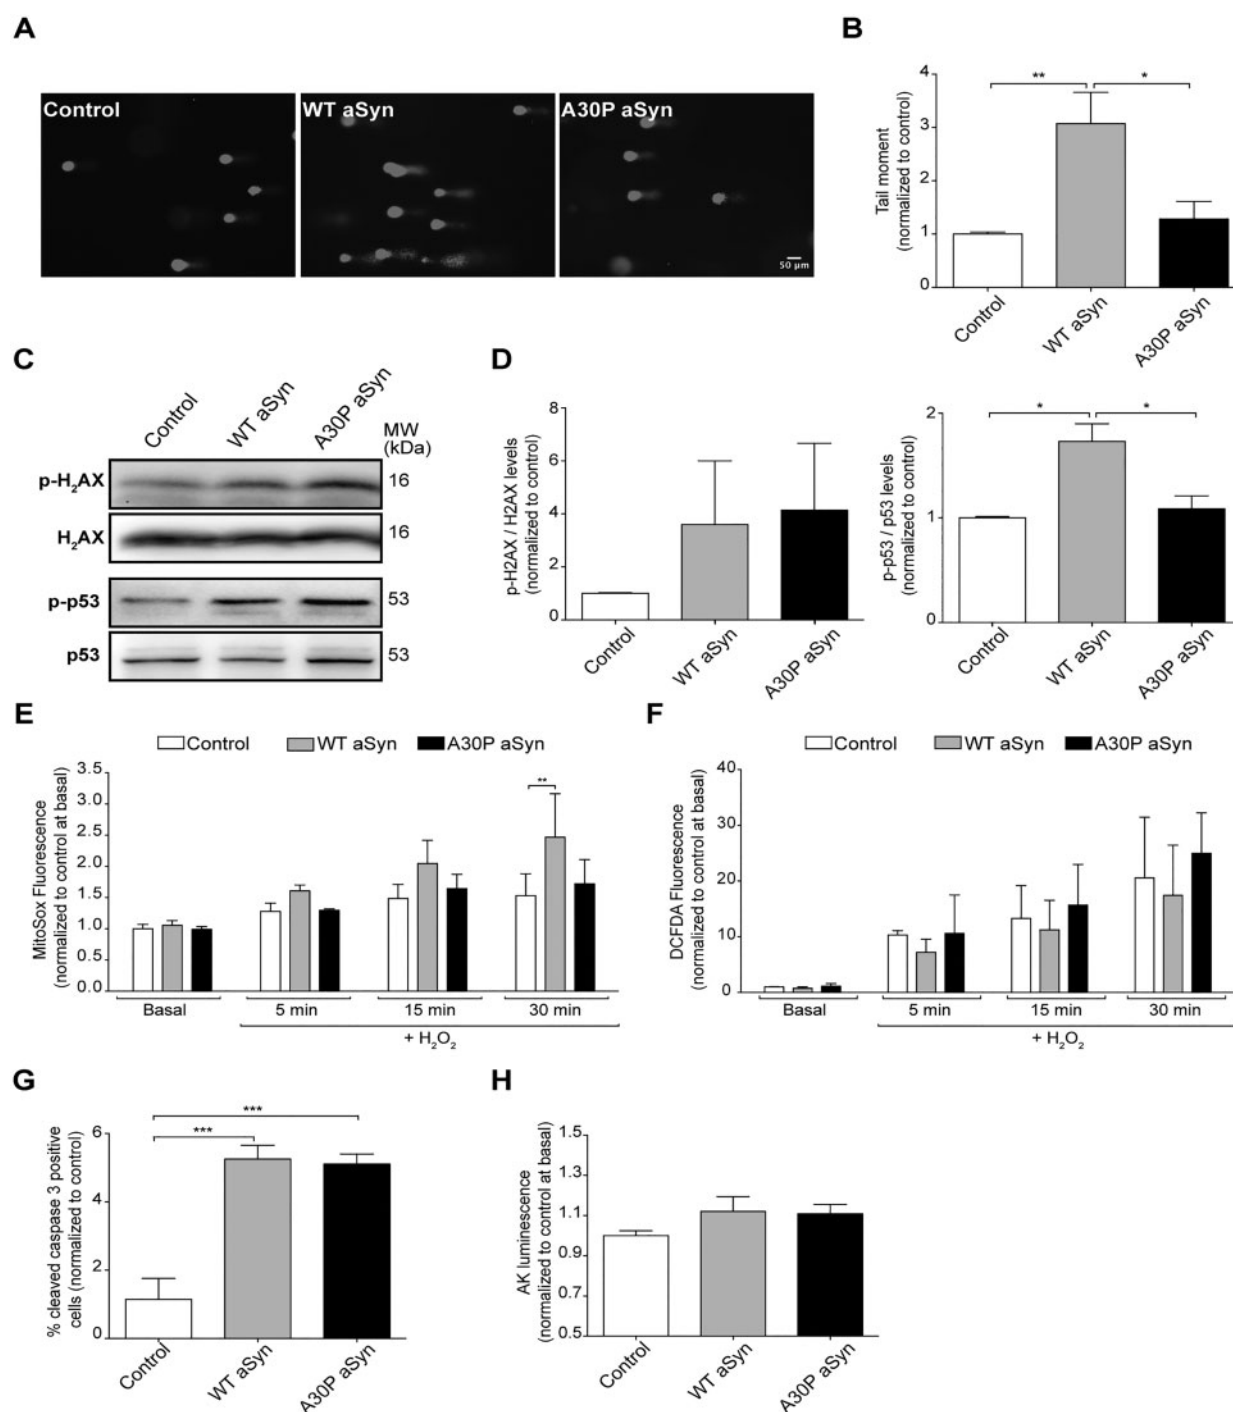 A
Control
WT aSyn
A30P aSyn
50 µm
B
Tail moment
(normalized to control)
4
3
2
1
0
**
*
Control
WT aSyn
A30P aSyn
C
Control
WT aSyn
A30P aSyn
MW
(kDa)
p-H₂AX
16
H₂AX
16
p-p53
53
p53
53
D
p-H2AX / H2AX levels
(normalized to control)
8
6
4
2
0
Control
WT aSyn
A30P aSyn
p-p53 / p53 levels
(normalized to control)
2
1
0
*
*
Control
WT aSyn
A30P aSyn
E
Control
WT aSyn
A30P aSyn
MitoSox Fluorescence
(normalized to control at basal)
3.5
3.0
2.5
2.0
1.5
1.0
0.5
0.0
**
Basal
5 min
15 min
30 min
+ H₂O₂
F
Control
WT aSyn
A30P aSyn
DCFDA Fluorescence
(normalized to control at basal)
40
30
20
10
0
Basal
5 min
15 min
30 min
+ H₂O₂
G
% cleaved caspase 3 positive
cells (normalized to control)
6
4
2
0
***
***
Control
WT aSyn
A30P aSyn
H
AK luminescence
(normalized to control at basal)
1.5
1.3
1.1
0.9
0.7
0.5
Control
WT aSyn
A30P aSyn